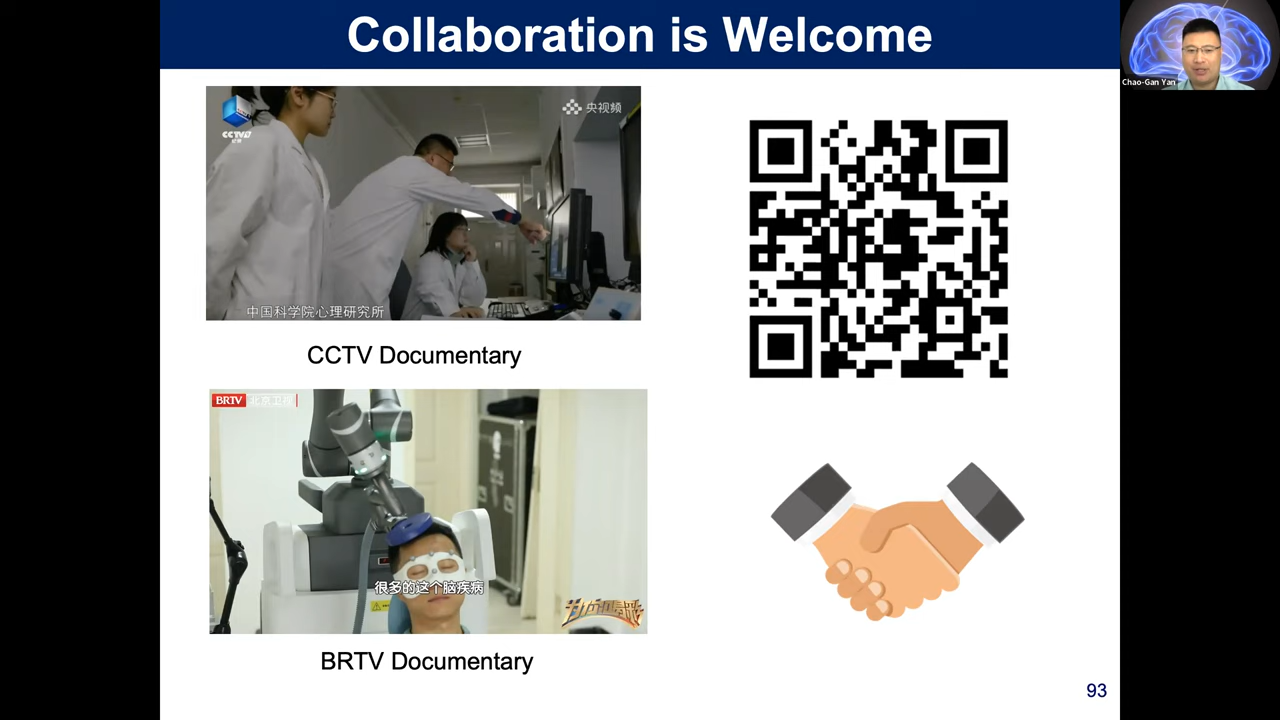 Collaboration is Welcome
Chao-Gan Yan
央视频
CCTV
中国科学院心理研究所
CCTV Documentary
BRTV 北京卫视
很多的这个脑疾病
BRTV Documentary
93